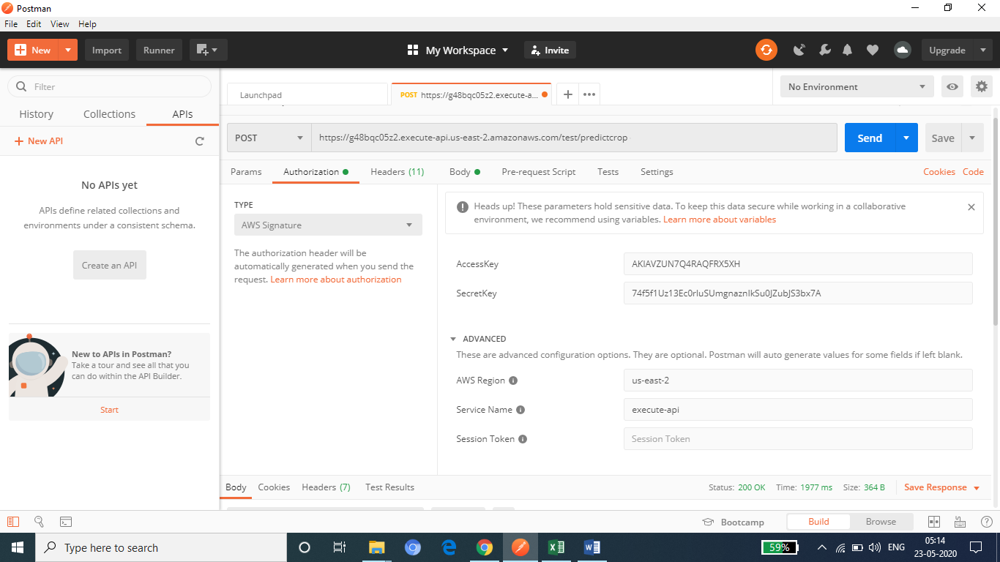 Postman
File Edit View Help
New Import Runner My Workspace Invite Upgrade
Filter
History Collections APIs
New API
No APIs yet
APIs define related collections and
environments under a consistent schema.
Create an API
New to APIs in Postman?
Take a tour and see all that you
can do within the API Builder.
Start
Launchpad POST https://g48bqc05z2.execute-a... No Environment
POST https://g48bqc05z2.execute-api.us-east-2.amazonaws.com/test/predictcrop Send Save
Params Authorization Headers (11) Body Pre-request Script Tests Settings Cookies Code
TYPE
AWS Signature
The authorization header will be
automatically generated when you send the
request. Learn more about authorization
Heads up! These parameters hold sensitive data. To keep this data secure while working in a collaborative
environment, we recommend using variables. Learn more about variables
AccessKey AKIAVZUN7Q4RAQFRX5XH
SecretKey
ADVANCED
These are advanced configuration options. They are optional. Postman will auto generate values for some fields if left blank.
AWS Region us-east-2
Service Name execute-api
Session Token Session Token
Body Cookies Headers (7) Test Results Status: 200 OK Time: 1977 ms Size: 364 B Save Response
Bootcamp Build Browse
Type here to search 59% ENG 05:14
23-05-2020